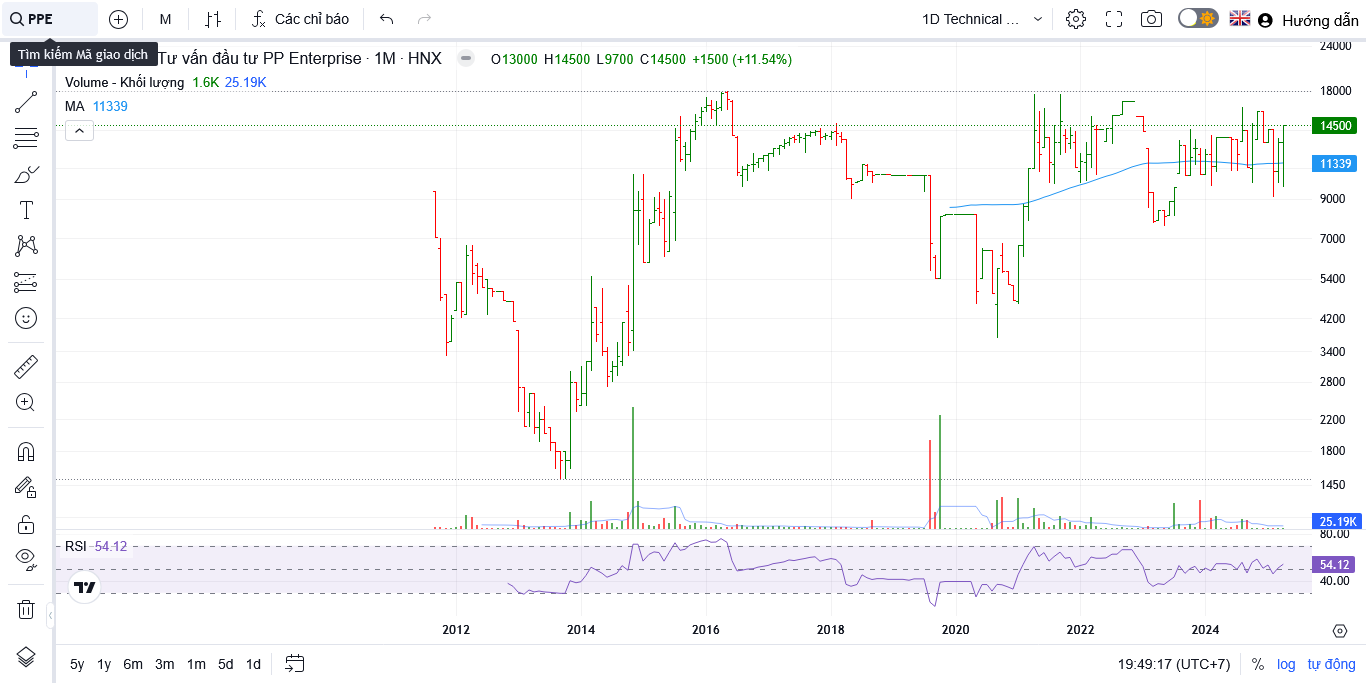 PPE
M
Các chỉ báo
1D Technical ...
Hướng dẫn
Tìm kiếm Mã giao dịch
Tư vấn đầu tư PP Enterprise · 1M · HNX
O13000 H14500 L9700 C14500 +1500 (+11.54%)
Volume - Khối lượng 1.6K 25.19K
MA 11339
24000
18000
14500
11339
9000
7000
5400
4200
3400
2800
2200
1800
1450
25.19K
80.00
RSI 54.12
54.12
40.00
2012 2014 2016 2018 2020 2022 2024
5y 1y 6m 3m 1m 5d 1d
19:49:17 (UTC+7) % log tự động